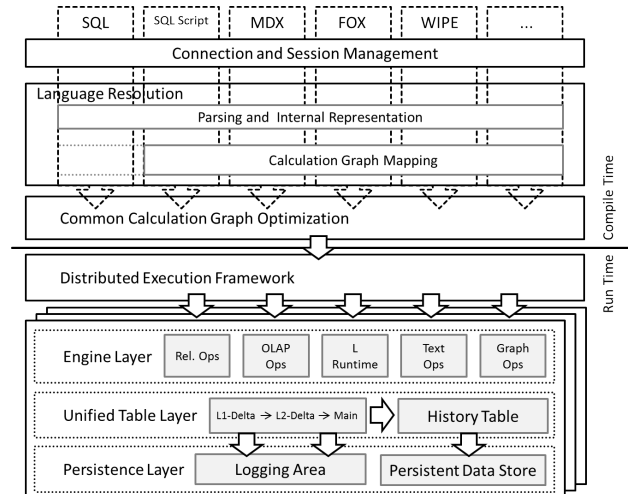 SQL
SQL Script
MDX
FOX
WIPE
...
Connection and Session Management
Language Resolution
Parsing and Internal Representation
Calculation Graph Mapping
Common Calculation Graph Optimization
Compile Time
Run Time
Distributed Execution Framework
Engine Layer
Rel. Ops
OLAP
Ops
L
Runtime
Text
Ops
Graph
Ops
Unified Table Layer
L1-Delta → L2-Delta → Main
History Table
Persistence Layer
Logging Area
Persistent Data Store